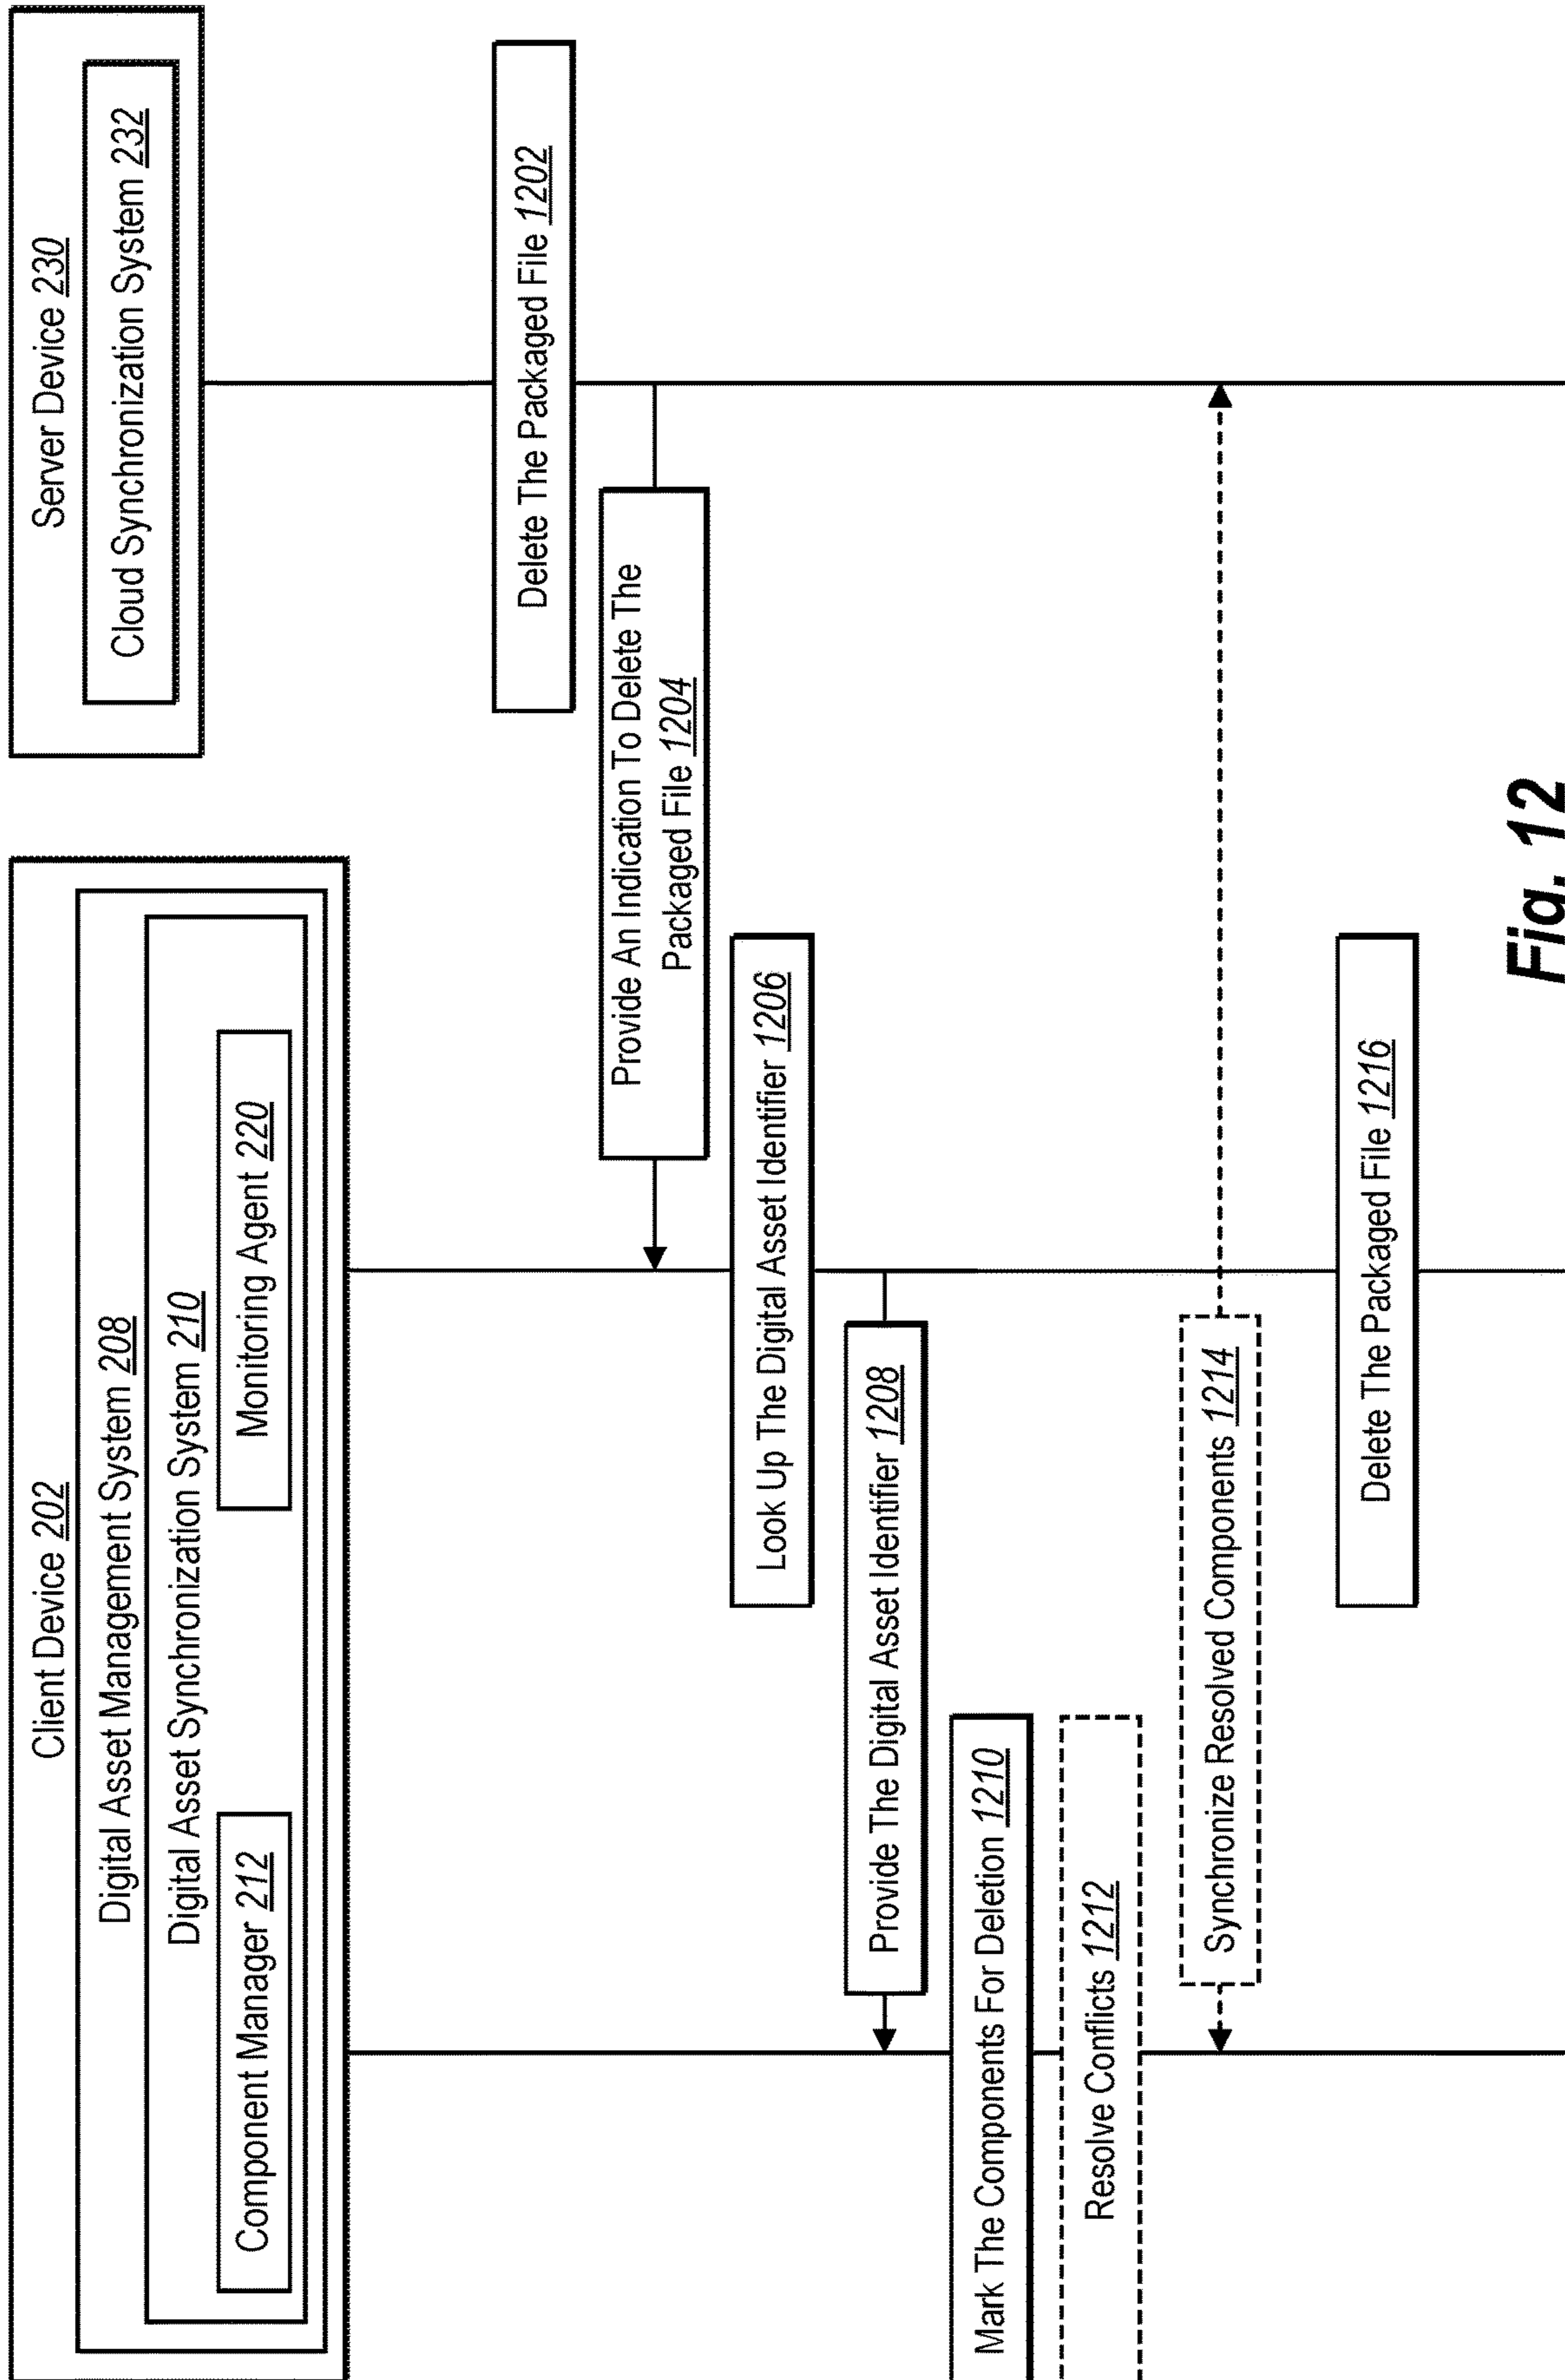 Client Device 202
Digital Asset Management System 208
Digital Asset Synchronization System 210
Component Manager 212
Monitoring Agent 220
Server Device 230
Cloud Synchronization System 232
Delete The Packaged File 1202
Provide An Indication To Delete The
Packaged File 1204
Look Up The Digital Asset Identifier 1206
Provide The Digital Asset Identifier 1208
Mark The Components For Deletion 1210
Resolve Conflicts 1212
Synchronize Resolved Components 1214
Delete The Packaged File 1216
Fig. 12